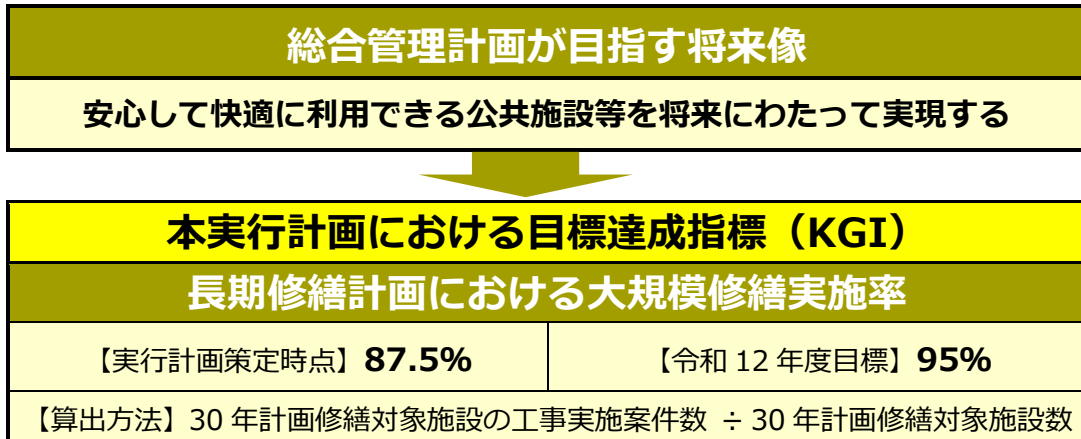 総合管理計画が目指す将来像
安心して快適に利用できる公共施設等を将来にわたって実現する
本実行計画における目標達成指標（KGI）
長期修繕計画における大規模修繕実施率
【実行計画策定時点】87.5%
【令和 12 年度目標】95%
【算出方法】30 年計画修繕対象施設の工事実施案件数 ÷ 30 年計画修繕対象施設数